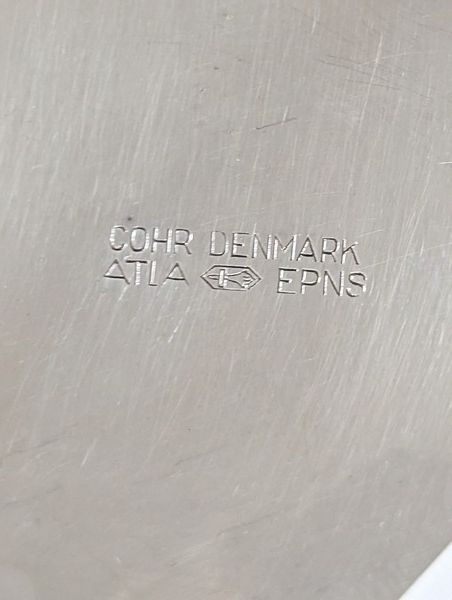 COHR DENMARK
ATLA K EPNS